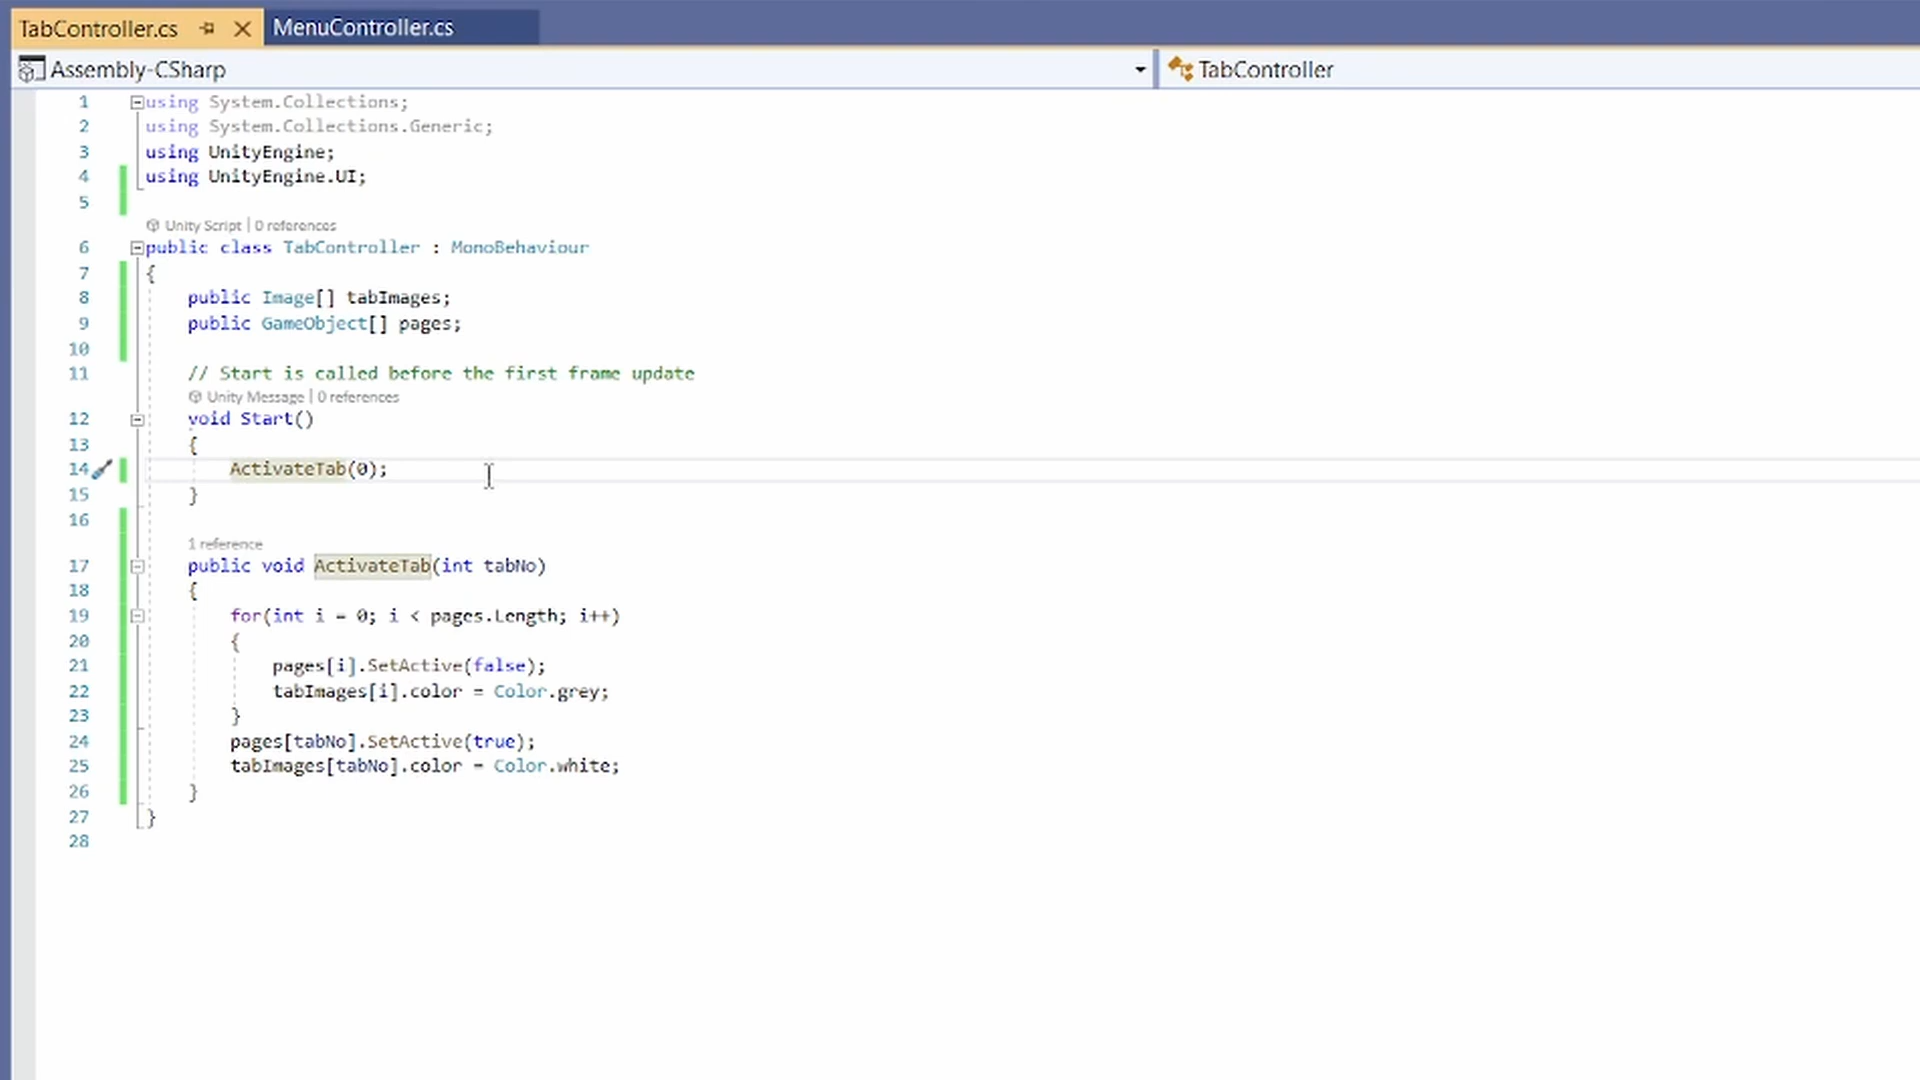 TabController.cs
MenuController.cs
Assembly-CSharp
TabController
1 using System.Collections;
2 using System.Collections.Generic;
3 using UnityEngine;
4 using UnityEngine.UI;
5
Unity Script | 0 references
6 public class TabController : MonoBehaviour
7 {
8 public Image[] tabImages;
9 public GameObject[] pages;
10
11 // Start is called before the first frame update
Unity Message | 0 references
12 void Start()
13 {
14 ActivateTab(0);
15 }
16
1 reference
17 public void ActivateTab(int tabNo)
18 {
19 for(int i = 0; i < pages.Length; i++)
20 {
21 pages[i].SetActive(false);
22 tabImages[i].color = Color.grey;
23 }
24 pages[tabNo].SetActive(true);
25 tabImages[tabNo].color = Color.white;
26 }
27 }
28